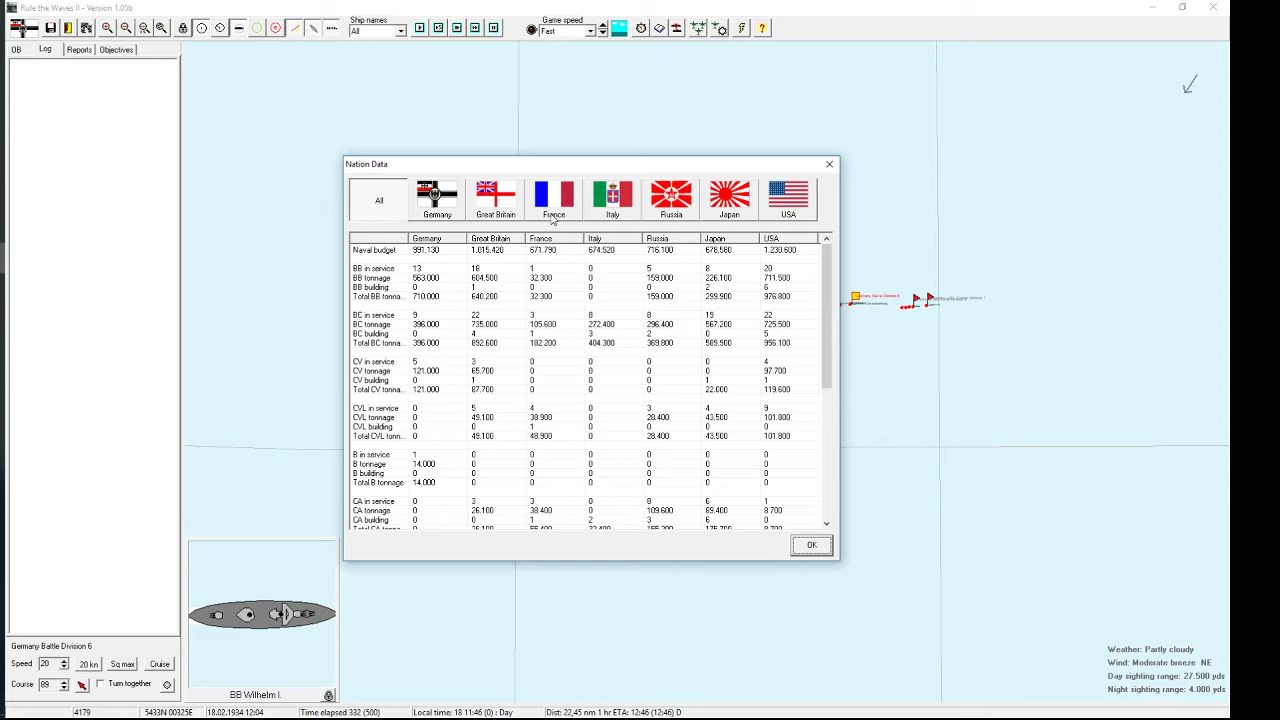 Rule the Waves II - Version 1.05b
Ship names
All
Game speed
Fast
OB Log Reports Objectives
Nation Data
All Germany Great Britain France Italy Russia Japan USA
Germany Great Britain France Italy Russia Japan USA
Naval budget 991.130 1.015.420 671.790 674.520 716.100 678.580 1.230.600
BB in service 13 18 1 0 5 8 20
BB tonnage 563.000 604.500 32.300 0 159.000 226.100 711.500
BB building 0 1 0 0 0 2 0
Total BB tonna... 710.000 640.200 32.300 0 159.000 299.900 976.800
BC in service 9 22 3 8 8 19 22
BC tonnage 396.000 735.000 105.600 272.400 296.400 567.200 725.500
BC building 0 4 1 3 2 0 5
Total BC tonna... 396.000 892.600 182.200 404.300 369.800 589.900 956.100
CV in service 5 3 0 0 0 0 4
CV tonnage 121.000 65.700 0 0 0 0 97.700
CV building 0 1 0 0 0 1 1
Total CV tonna... 121.000 87.700 0 0 0 22.000 119.600
CVL in service 0 5 4 0 3 4 9
CVL tonnage 0 49.100 38.900 0 28.400 43.500 101.800
CVL building 0 0 1 0 0 0 0
Total CVL tonn... 0 49.100 48.900 0 28.400 43.500 101.800
B in service 1 0 0 0 0 0 0
B tonnage 14.000 0 0 0 0 0 0
B building 0 0 0 0 0 0 0
Total B tonnage 14.000 0 0 0 0 0 0
CA in service 0 3 3 0 8 6 1
CA tonnage 0 26.100 38.400 0 109.600 89.400 8.700
CA building 0 0 1 2 3 6 0
OK
Germany Battle Division 6
Speed 20 20 kn Sq max Cruise
Course 89 Turn together
BB Wilhelm I.
Weather: Partly cloudy
Wind: Moderate breeze NE
Day sighting range: 27.500 yds
Night sighting range: 4.000 yds
4179 5433N 00325E 18.02.1934 12:04 Time elapsed 332 (500) Local time: 18 11:46 (0) : Day Dist: 22,45 nm 1 hr ETA: 12:46 (12:46) D